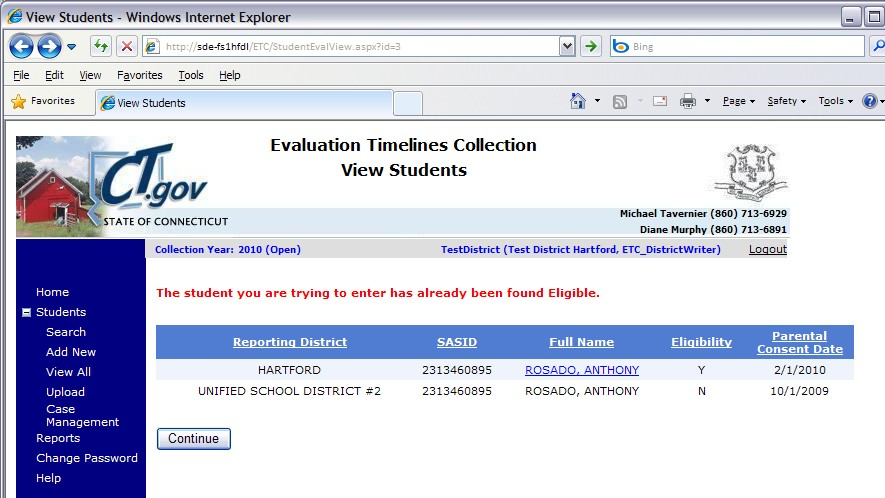 View Students - Windows Internet Explorer
http://sde-fs1hfdl/ETC/StudentEvalView.aspx?id=3
Bing
File Edit View Favorites Tools Help
Favorites View Students Page Safety Tools
Evaluation Timelines Collection
View Students
CT.gov
STATE OF CONNECTICUT
Michael Tavernier (860) 713-6929
Diane Murphy (860) 713-6891
Collection Year: 2010 (Open) TestDistrict (Test District Hartford, ETC_DistrictWriter) Logout
Home
Students
Search
Add New
View All
Upload
Case
Management
Reports
Change Password
Help
The student you are trying to enter has already been found Eligible.
Reporting District SASID Full Name Eligibility Parental
Consent Date
HARTFORD 2313460895 ROSADO, ANTHONY Y 2/1/2010
UNIFIED SCHOOL DISTRICT #2 2313460895 ROSADO, ANTHONY N 10/1/2009
Continue